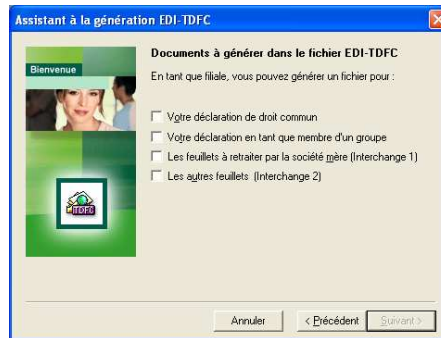 Assistant à la génération EDI-TDFC
Bienvenue
Documents à générer dans le fichier EDI-TDFC
En tant que filiale, vous pouvez générer un fichier pour :
Votre déclaration de droit commun
Votre déclaration en tant que membre d'un groupe
Les feuillets à retraiter par la société mère (Interchange 1)
Les autres feuillets (Interchange 2)
TDFC
Annuler
< Précédent
Suivant >